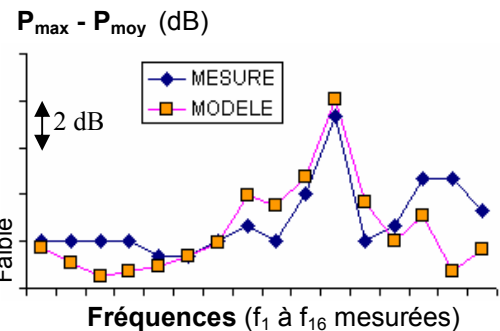 Pmax - Pmoy (dB)
MESURE
MODELE
2 dB
Faible
Fréquences (f1 à f16 mesurées)